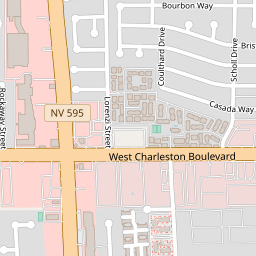 Bourbon Way
Coulthard Drive
Scholl Drive
Bris
Casada Way
NV 595
Lorenzi Street
Rockaway Street
West Charleston Boulevard